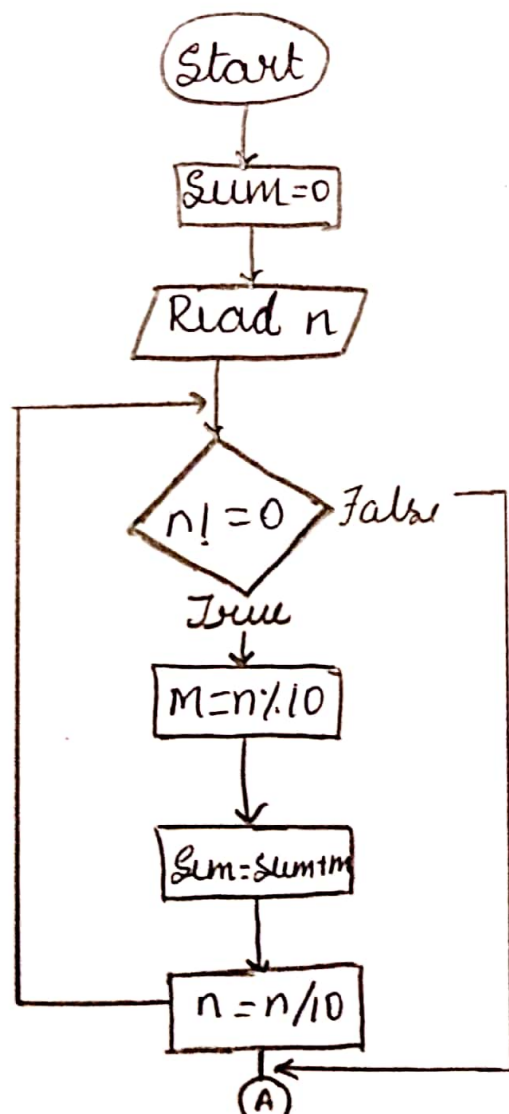 Start
Sum=0
Read n
n!=0
False
True
m=n%10
Sum=sum+m
n=n/10
A